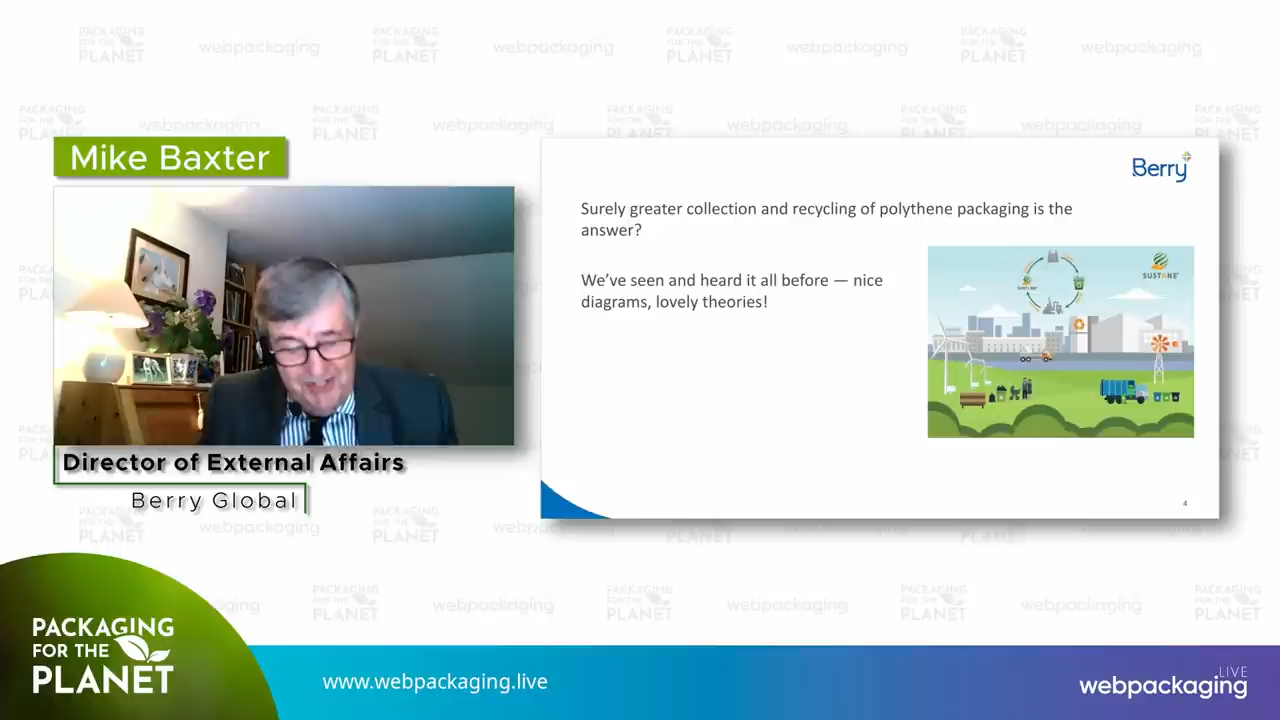 Mike Baxter
Director of External Affairs
Berry Global
Berry
Surely greater collection and recycling of polythene packaging is the
answer?
We've seen and heard it all before — nice
diagrams, lovely theories!
SUSTANE
4
PACKAGING
FOR THE
PLANET
www.webpackaging.live
LIVE
webpackaging